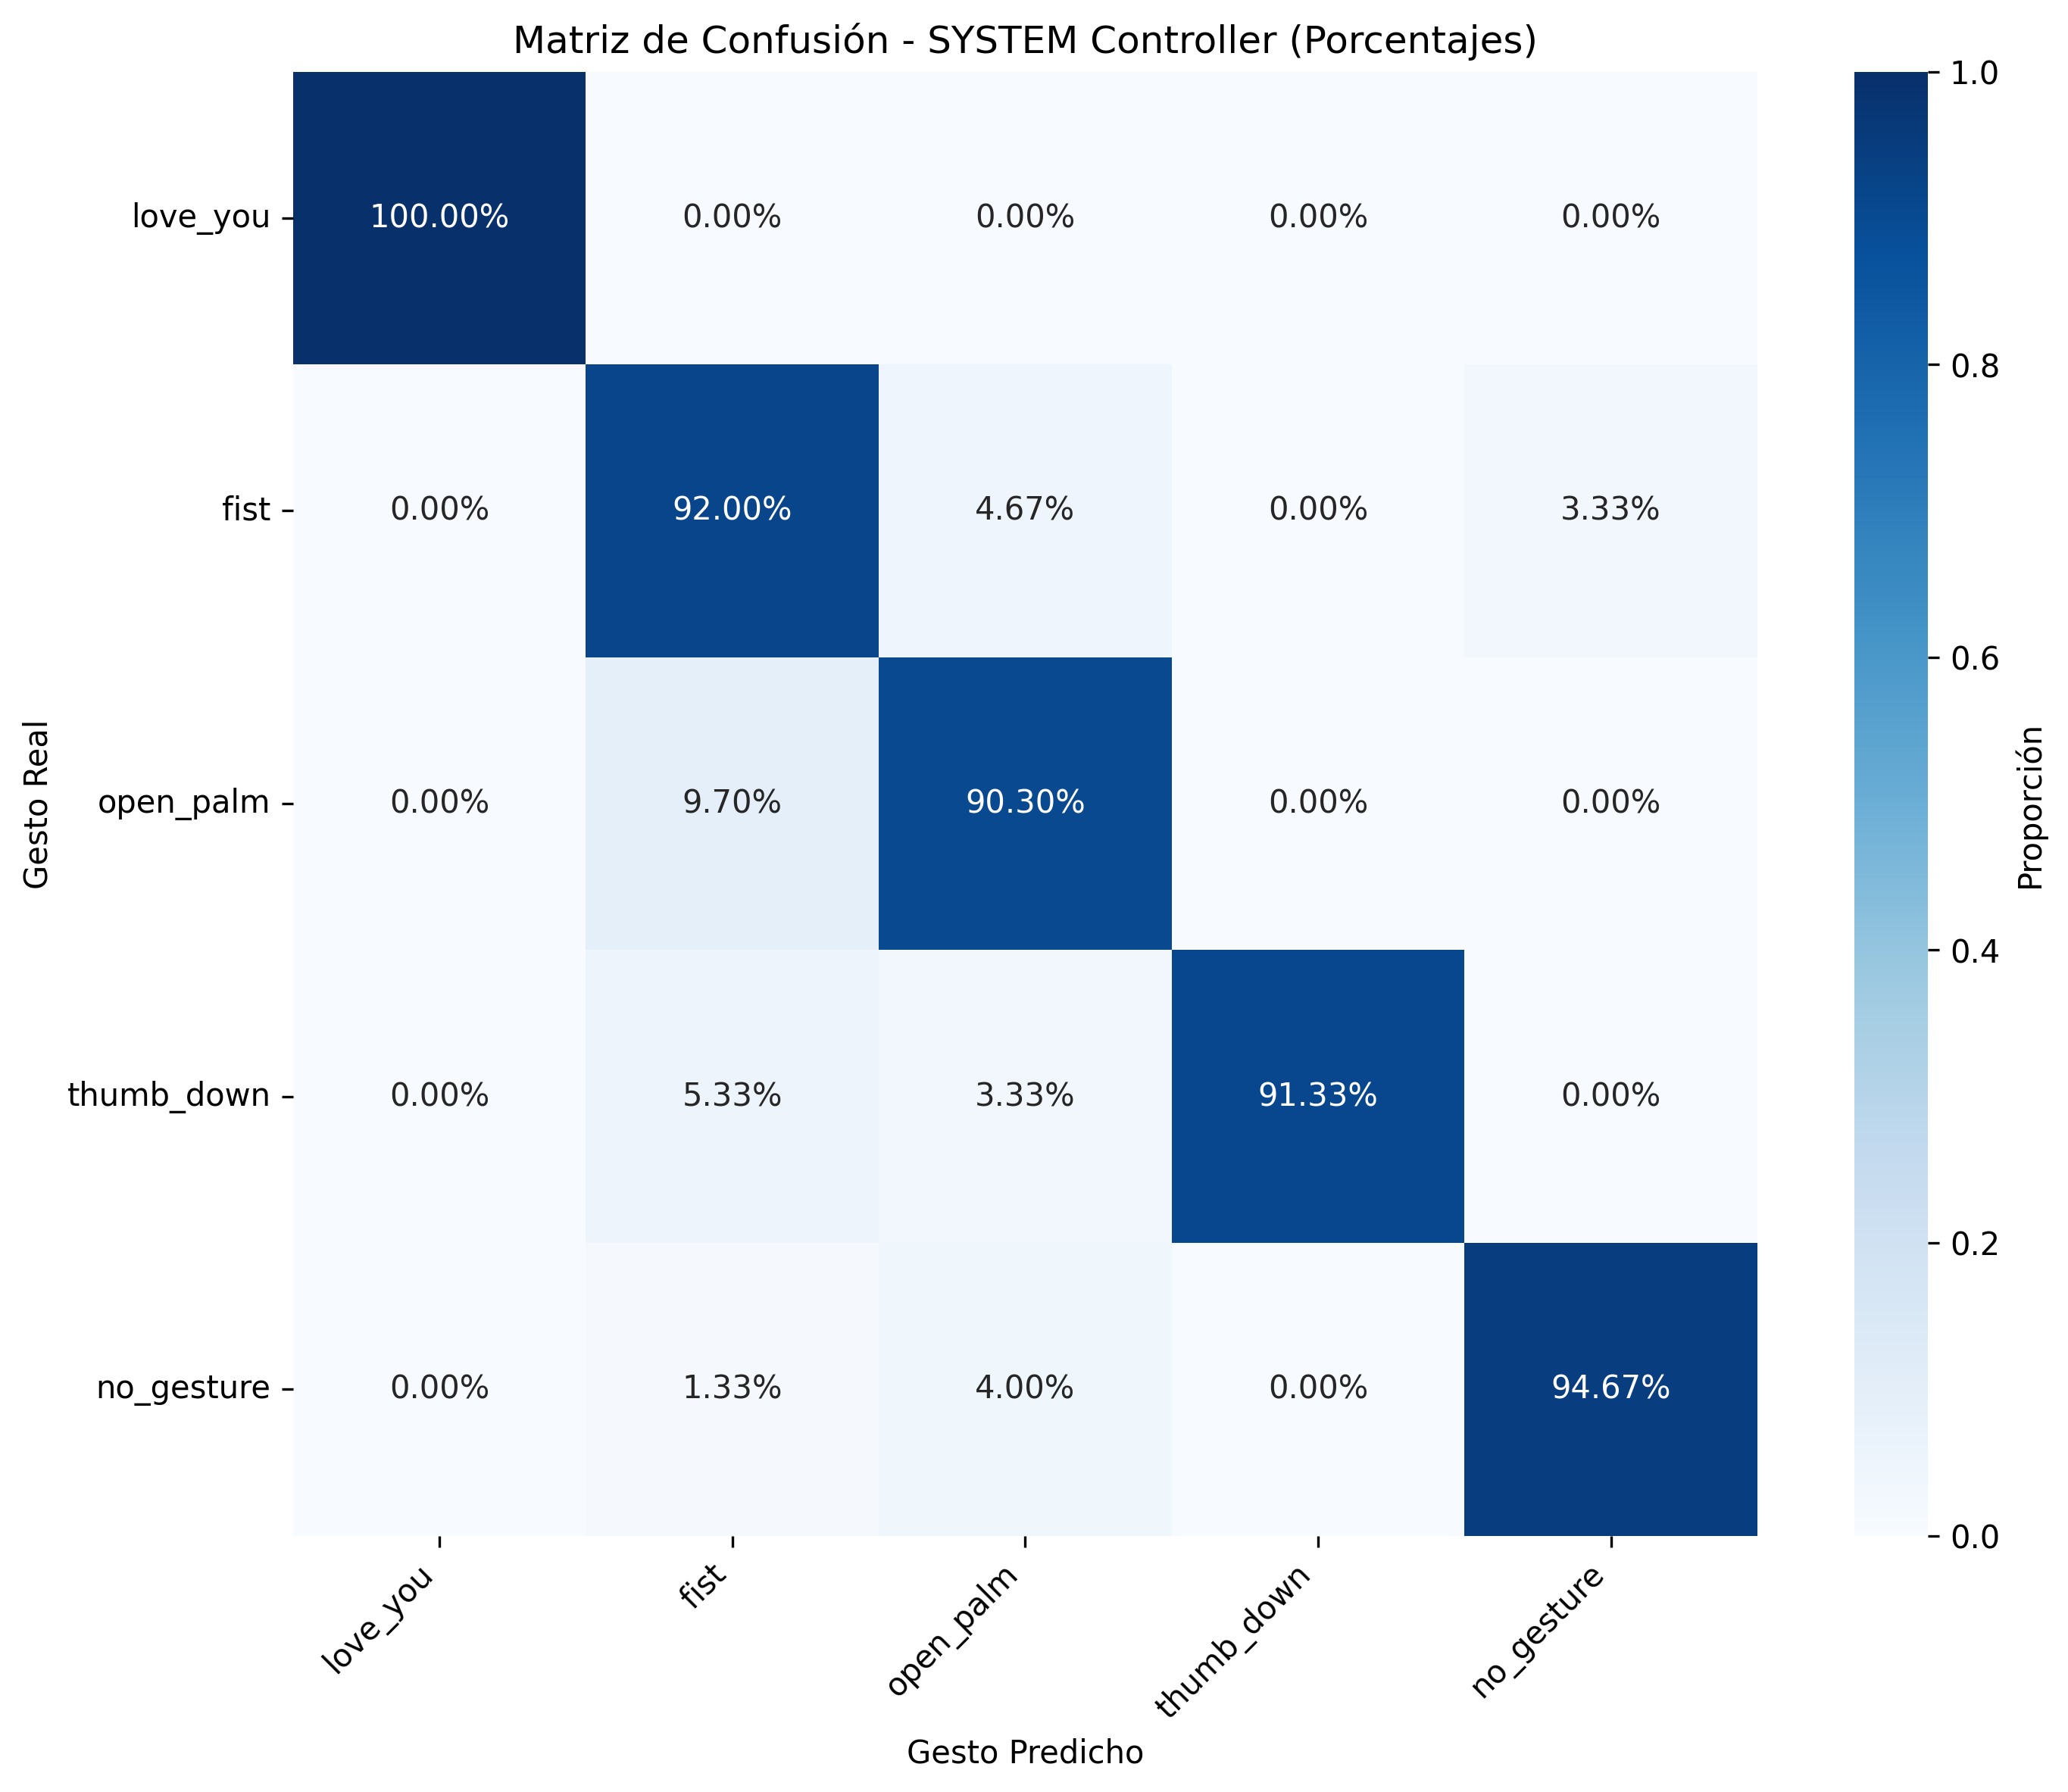 Matriz de Confusión - SYSTEM Controller (Porcentajes)
love_you 100.00% 0.00% 0.00% 0.00% 0.00%
fist 0.00% 92.00% 4.67% 0.00% 3.33%
open_palm 0.00% 9.70% 90.30% 0.00% 0.00%
thumb_down 0.00% 5.33% 3.33% 91.33% 0.00%
no_gesture 0.00% 1.33% 4.00% 0.00% 94.67%
love_you fist open_palm thumb_down no_gesture
Gesto Predicho
Gesto Real
1.0
0.8
0.6
0.4
0.2
0.0
Proporción